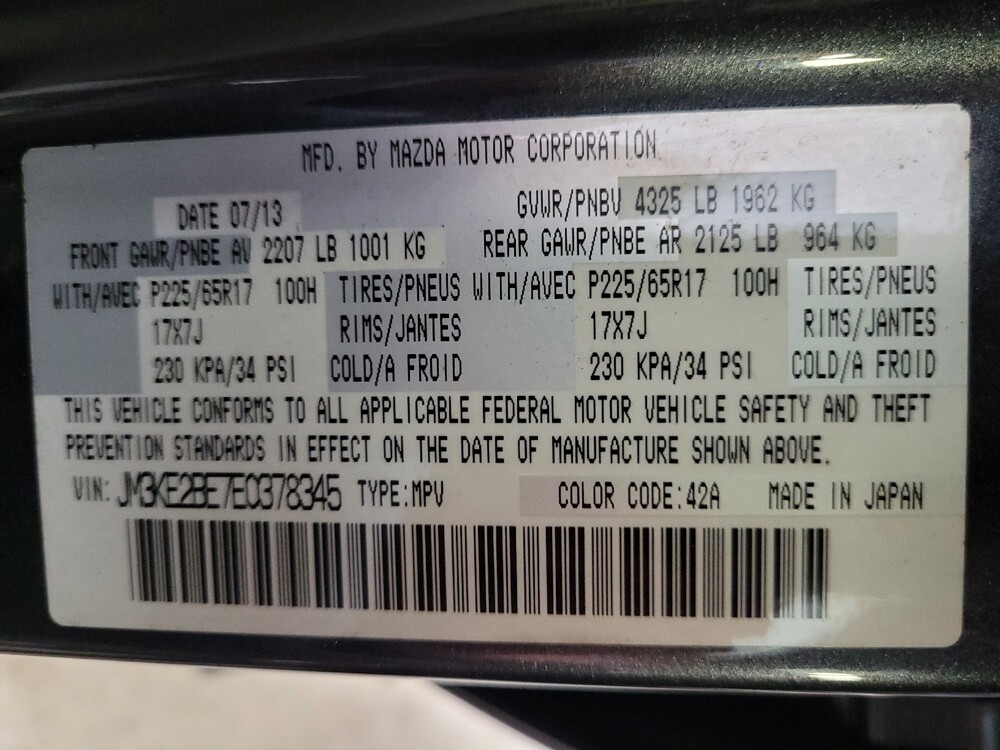 MFD. BY MAZDA MOTOR CORPORATION
DATE 07/13 GVWR/PNBV 4325 LB 1962 KG
FRONT GAWR/PNBE AV 2207 LB 1001 KG REAR GAWR/PNBE AR 2125 LB 964 KG
WITH/AVEC P225/65R17 100H TIRES/PNEUS WITH/AVEC P225/65R17 100H TIRES/PNEUS
17X7J RIMS/JANTES 17X7J RIMS/JANTES
230 KPA/34 PSI COLD/A FROID 230 KPA/34 PSI COLD/A FROID
THIS VEHICLE CONFORMS TO ALL APPLICABLE FEDERAL MOTOR VEHICLE SAFETY AND THEFT
PREVENTION STANDARDS IN EFFECT ON THE DATE OF MANUFACTURE SHOWN ABOVE.
VIN: JM3KE2BE7E0378345 TYPE:MPV COLOR CODE:42A MADE IN JAPAN